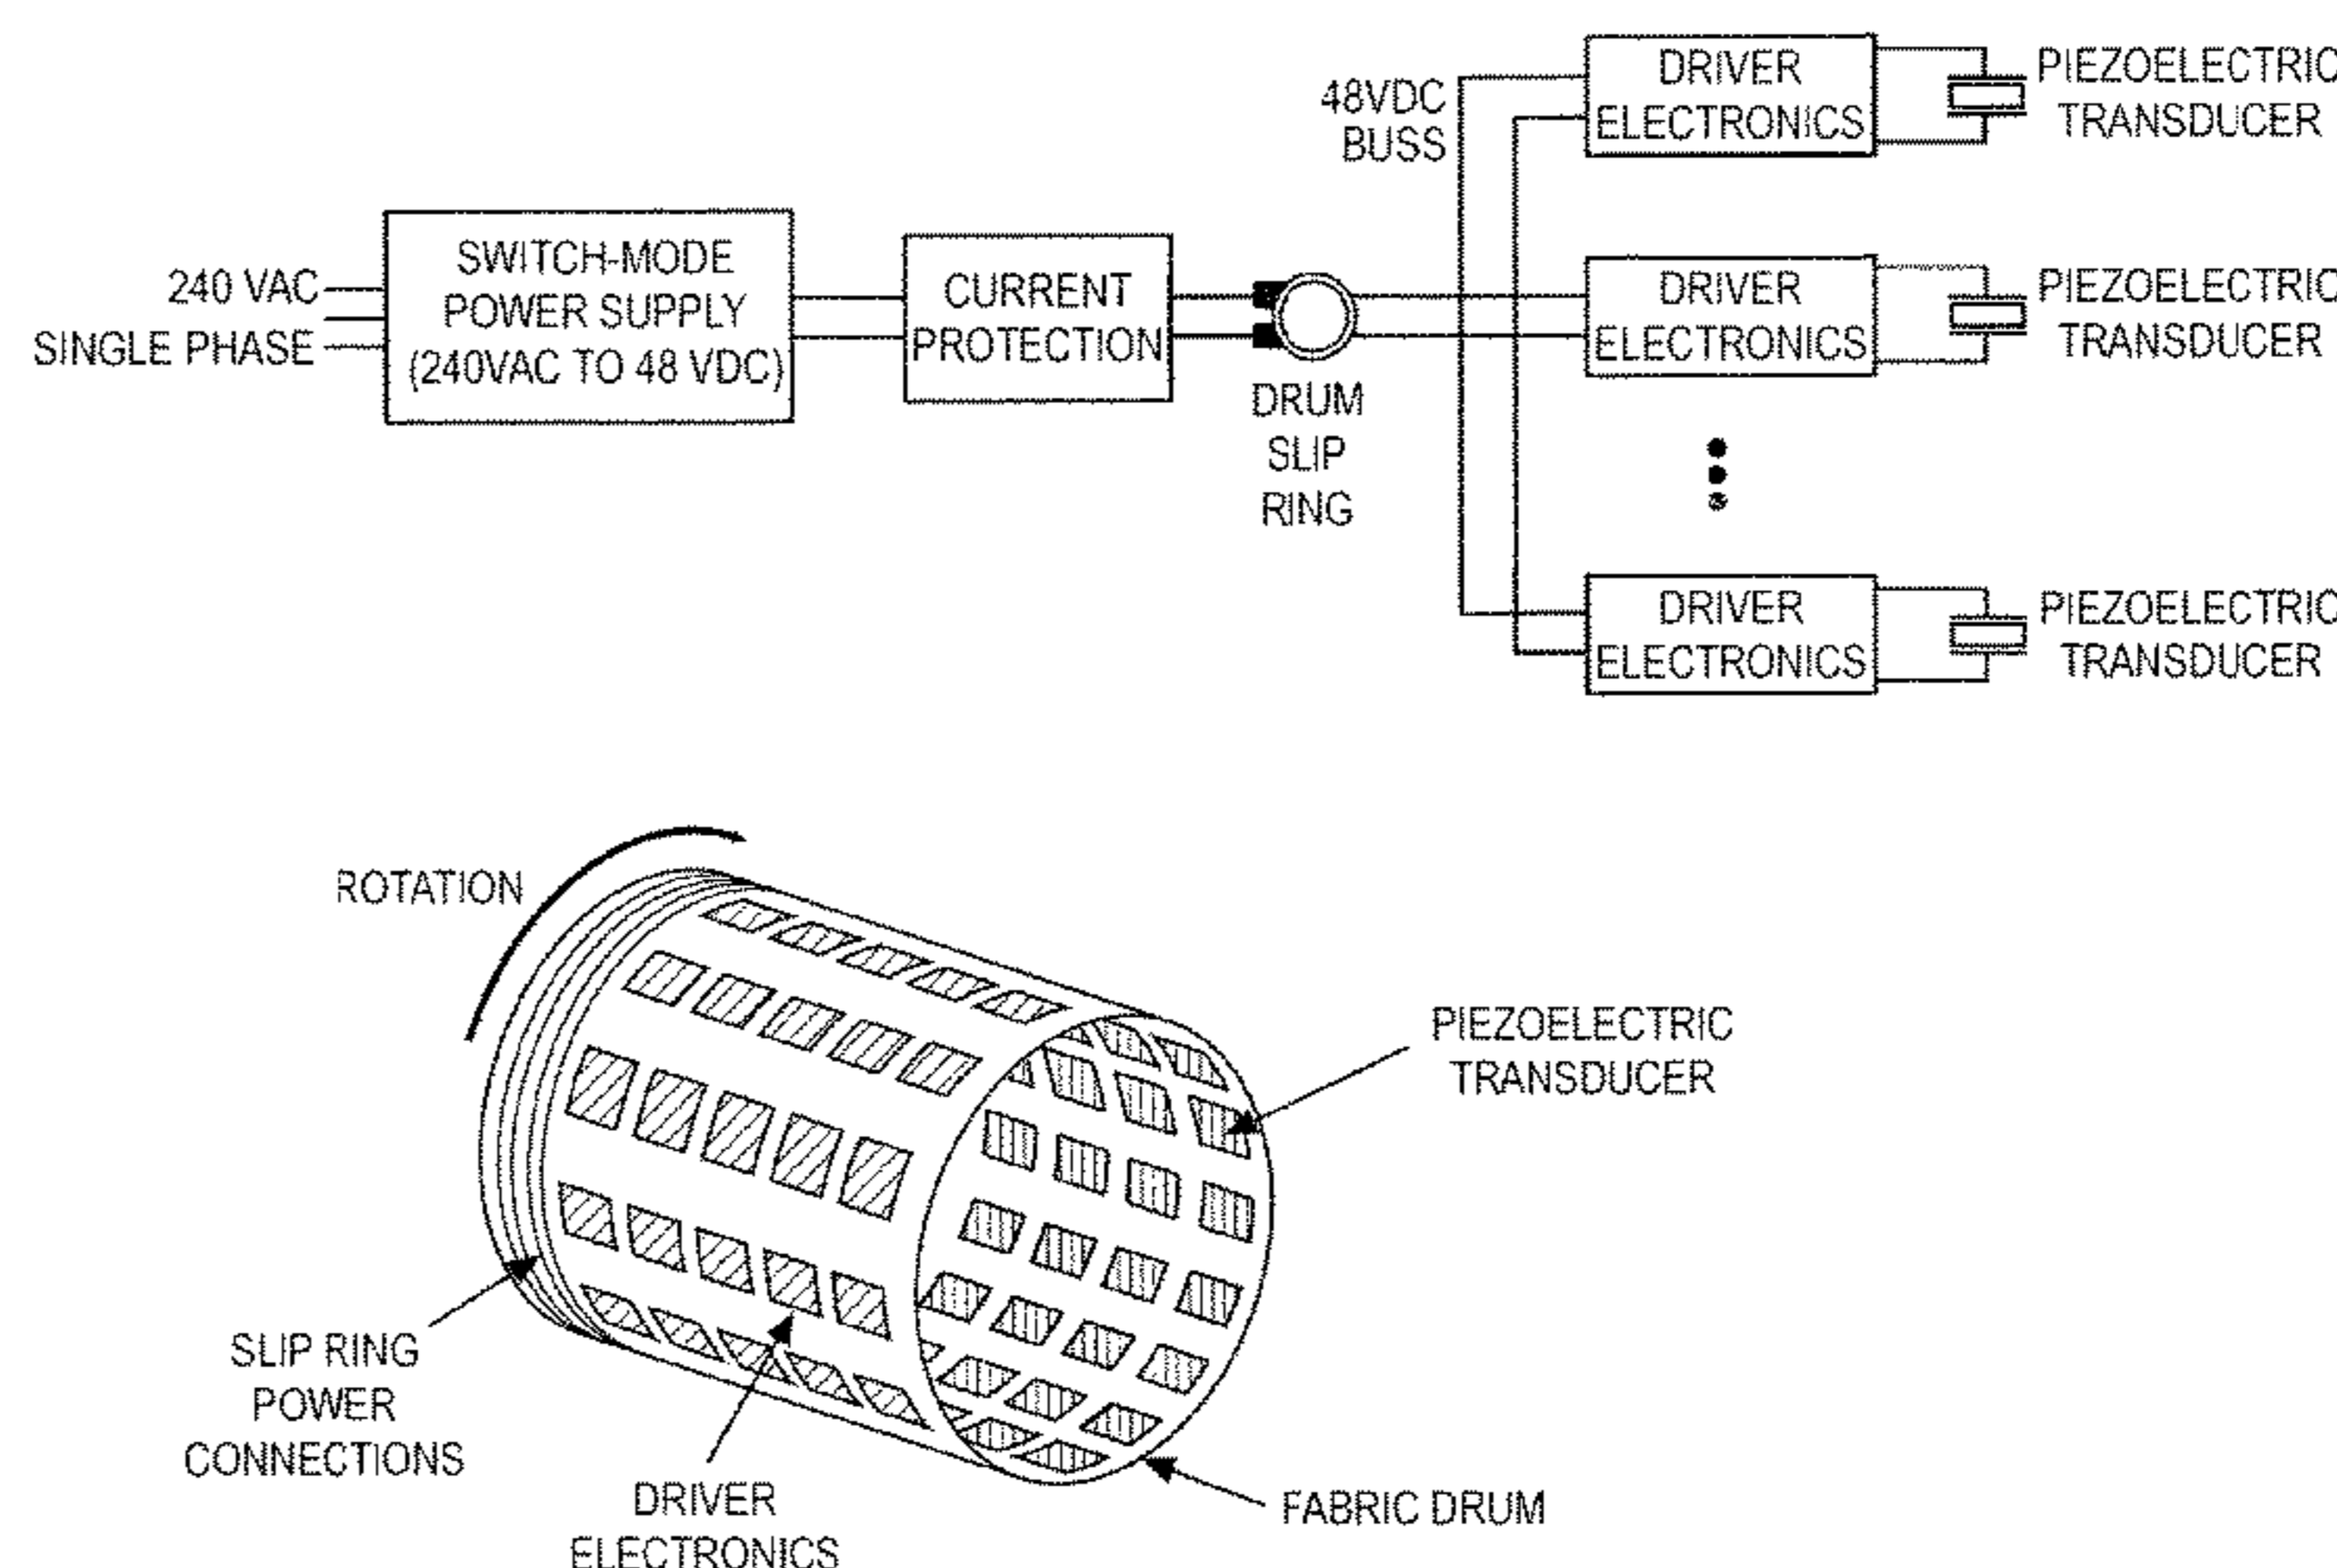 240 VAC
SINGLE PHASE
SWITCH-MODE
POWER SUPPLY
(240VAC TO 48 VDC)
CURRENT
PROTECTION
DRUM
SLIP
RING
48VDC
BUSS
DRIVER
ELECTRONICS
PIEZOELECTRIC
TRANSDUCER
DRIVER
ELECTRONICS
PIEZOELECTRIC
TRANSDUCER
DRIVER
ELECTRONICS
PIEZOELECTRIC
TRANSDUCER
ROTATION
PIEZOELECTRIC
TRANSDUCER
SLIP RING
POWER
CONNECTIONS
DRIVER
ELECTRONICS
FABRIC DRUM